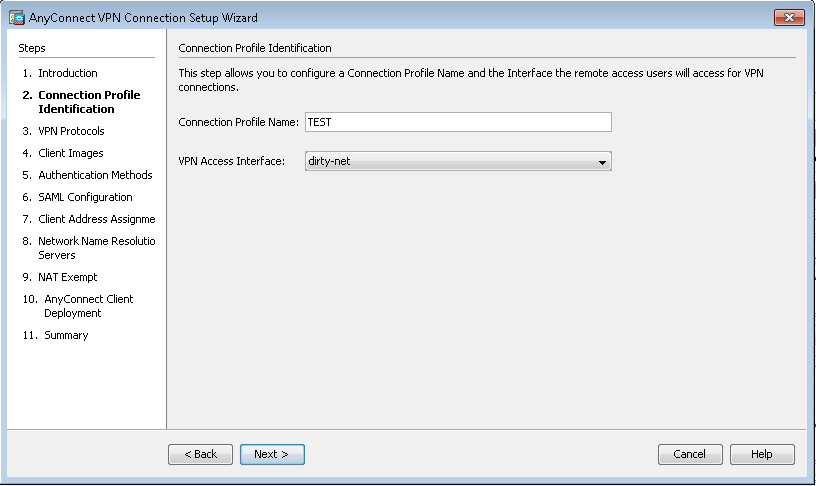 AnyConnect VPN Connection Setup Wizard
Steps
1. Introduction
2. Connection Profile
Identification
3. VPN Protocols
4. Client Images
5. Authentication Methods
6. SAML Configuration
7. Client Address Assignme
8. Network Name Resolutio
Servers
9. NAT Exempt
10. AnyConnect Client
Deployment
11. Summary
Connection Profile Identification
This step allows you to configure a Connection Profile Name and the Interface the remote access users will access for VPN
connections.
Connection Profile Name: TEST
VPN Access Interface: dirty-net
< Back Next > Cancel Help